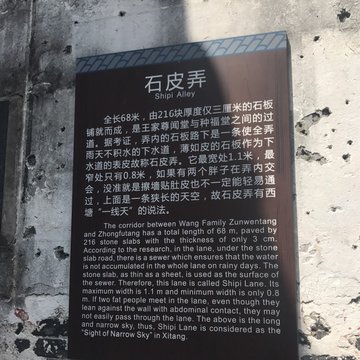 石皮弄
Shipi Alley
全长68米，由216块厚度仅三厘米的石板
铺就而成，是王家尊闻堂与种福堂之间的过
道。据考证，弄内的石板路下是一条使全弄
雨天不积水的下水道，薄如皮的石板作为下
水道的表皮故称石皮弄。它最宽处1.1米，最
窄处只有0.8米，如果有两个胖子在弄内交
会，没准就是擦墙贴肚皮也不一定能轻易通
过，上面是一条狭长的天空，故石皮弄有西
塘“一线天”的说法。
The corridor between Wang Family Zunwentang
and Zhongfutang has a total length of 68 m, paved by
216 stone slabs with the thickness of only 3 cm.
According to the research, in the lane, under the stone
slab road, there is a sewer which ensures that the water
is not accumulated in the whole lane on rainy days. The
stone slab, as thin as a sheet, is used as the surface of
the sewer. Therefore, this lane is called Shipi Lane. Its
maximum width is 1.1 m and minimum width is only 0.8
m. If two fat people meet in the lane, even though they
lean against the wall with abdominal contact, they may
not easily pass through the lane. The above is the long
and narrow sky, thus, Shipi Lane is considered as the
"Sight of Narrow Sky" in Xitang.